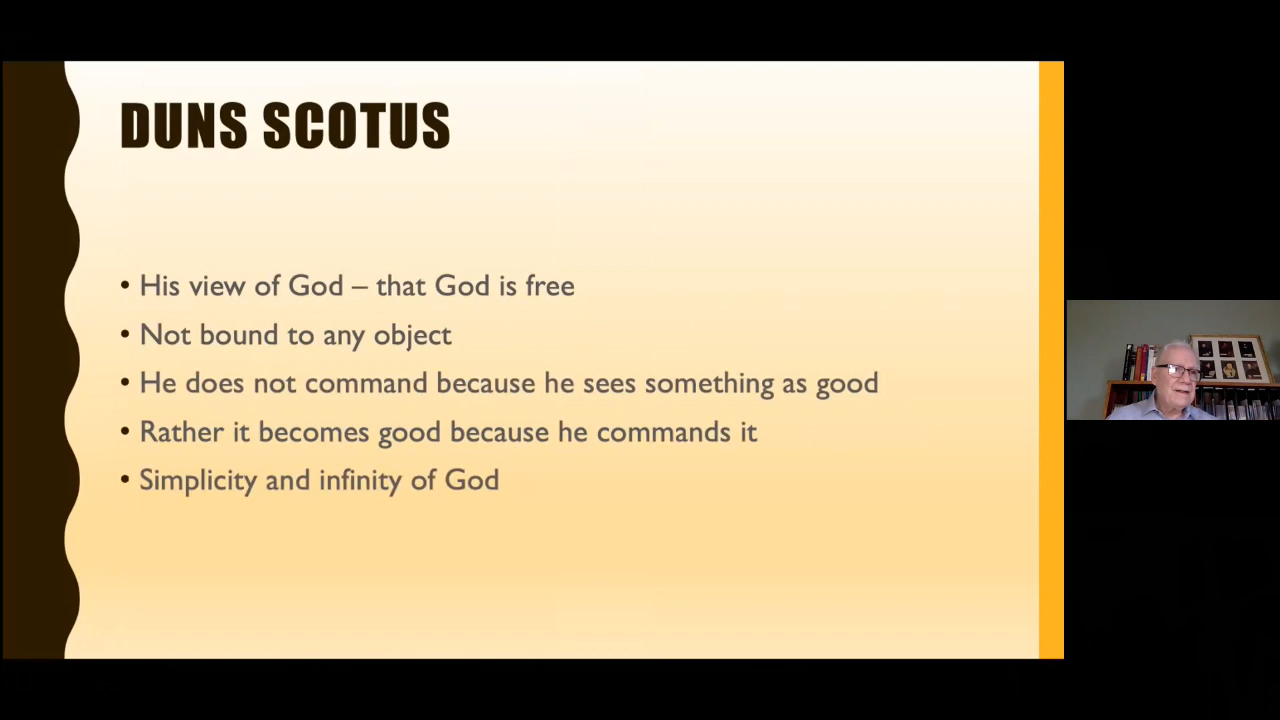 DUNS SCOTUS
• His view of God – that God is free
• Not bound to any object
• He does not command because he sees something as good
• Rather it becomes good because he commands it
• Simplicity and infinity of God